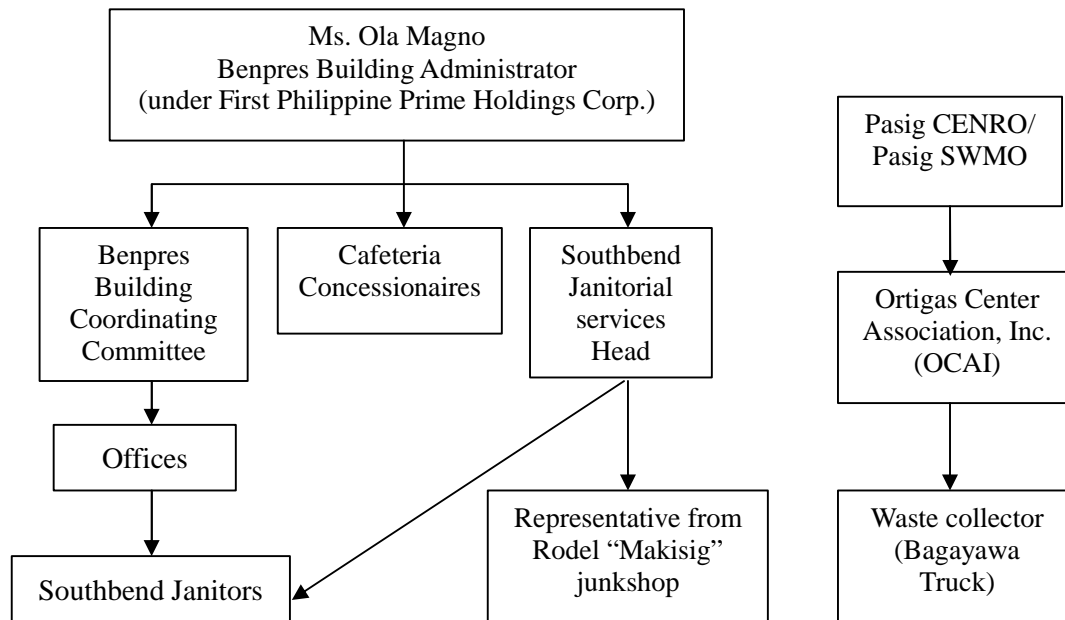 Ms. Ola Magno
Benpres Building Administrator
(under First Philippine Prime Holdings Corp.)
Pasig CENRO/
Pasig SWMO
Benpres
Building
Coordinating
Committee
Cafeteria
Concessionaires
Southbend
Janitorial
services
Head
Ortigas Center
Association, Inc.
(OCAI)
Offices
Southbend Janitors
Representative from
Rodel “Makisig”
junkshop
Waste collector
(Bagayawa
Truck)